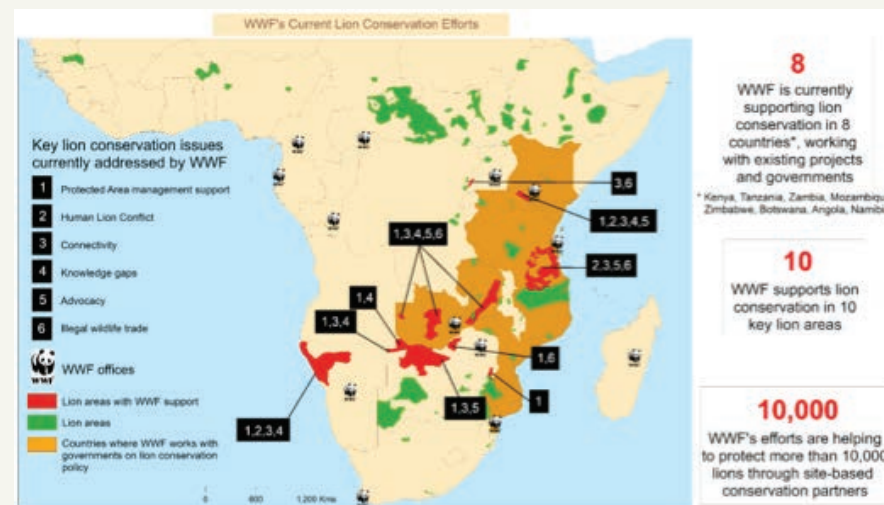 WWF's Current Lion Conservation Efforts
Key lion conservation issues
currently addressed by WWF
1 Protected Area management support
2 Human Lion Conflict
3 Connectivity
4 Knowledge gaps
5 Advocacy
6 Illegal wildlife trade
WWF offices
Lion areas with WWF support
Lion areas
Countries where WWF works with
governments on lion conservation
policy
3,6
1,2,3,4,5
1,3,4,5,6
2,3,5,6
1,4
1,3,4
1,6
1
1,3,5
1,2,3,4
0 600 1,200 Kms
8
WWF is currently
supporting lion
conservation in 8
countries*, working
with existing projects
and governments
* Kenya, Tanzania, Zambia, Mozambiqu
Zimbabwe, Botswana, Angola, Namibi
10
WWF supports lion
conservation in 10
key lion areas
10,000
WWF's efforts are helping
to protect more than 10,000
lions through site-based
conservation partners